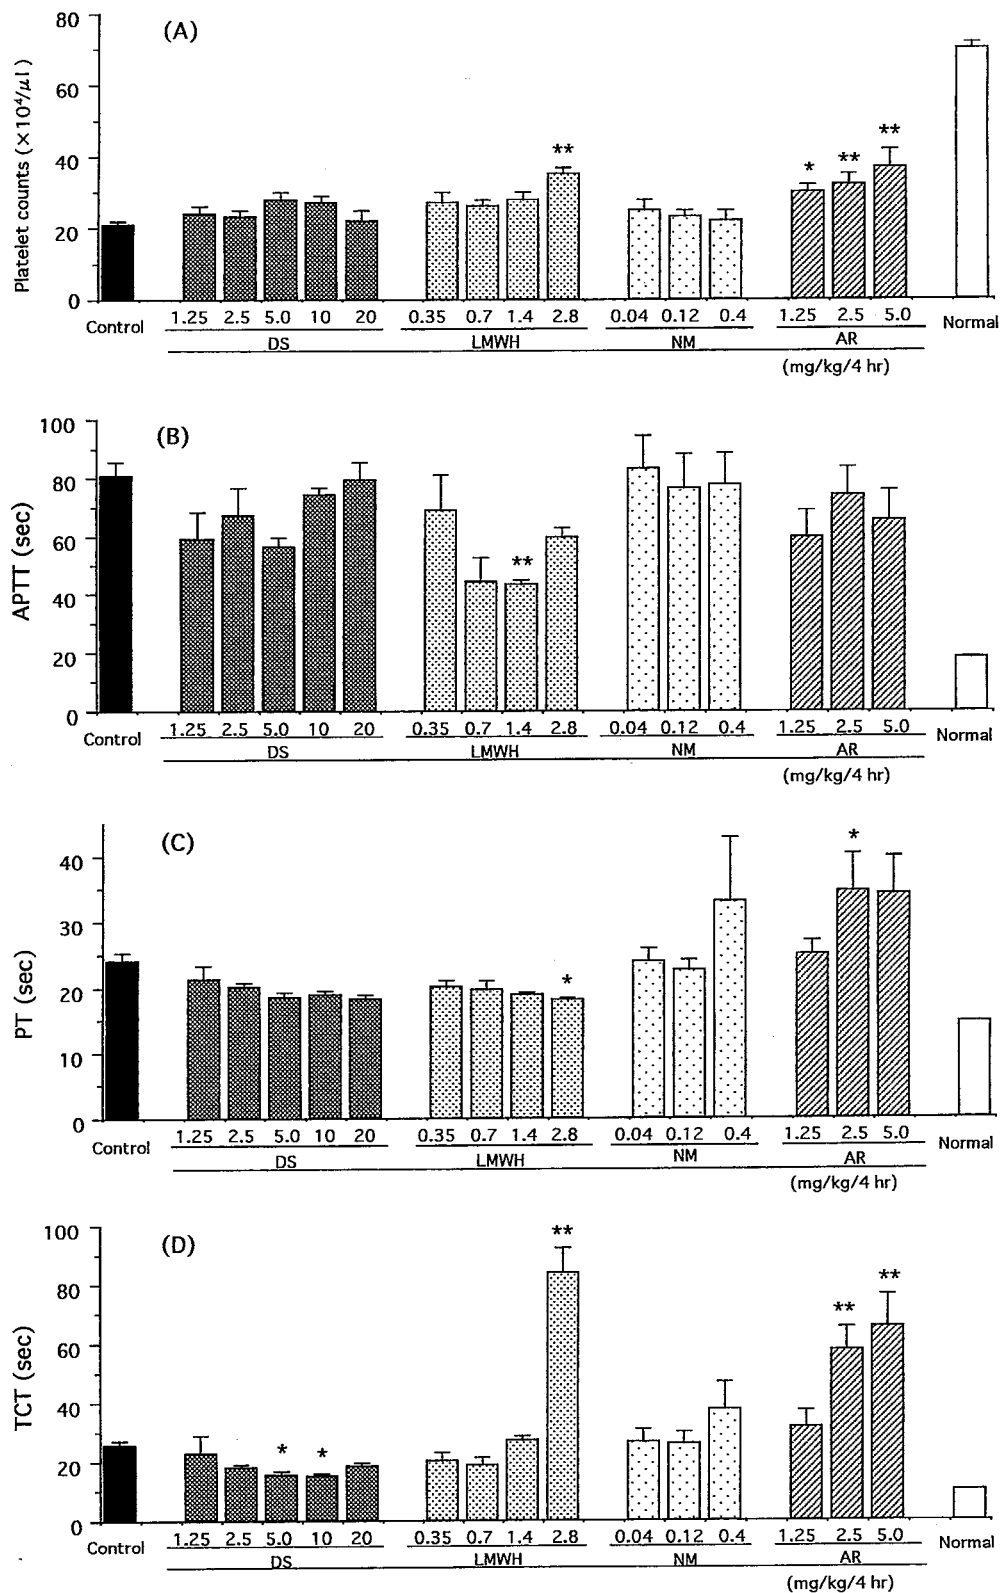 (A)
Platelet counts (×10⁴/μl)
80
60
40
20
0
** * ** **
Control 1.25 2.5 5.0 10 20 0.35 0.7 1.4 2.8 0.04 0.12 0.4 1.25 2.5 5.0 Normal
DS LMWH NM AR
(mg/kg/4 hr)
(B)
APTT (sec)
100
80
60
40
20
0
**
Control 1.25 2.5 5.0 10 20 0.35 0.7 1.4 2.8 0.04 0.12 0.4 1.25 2.5 5.0 Normal
DS LMWH NM AR
(mg/kg/4 hr)
(C)
PT (sec)
40
30
20
10
0
* *
Control 1.25 2.5 5.0 10 20 0.35 0.7 1.4 2.8 0.04 0.12 0.4 1.25 2.5 5.0 Normal
DS LMWH NM AR
(mg/kg/4 hr)
(D)
TCT (sec)
100
80
60
40
20
0
* * ** ** **
Control 1.25 2.5 5.0 10 20 0.35 0.7 1.4 2.8 0.04 0.12 0.4 1.25 2.5 5.0 Normal
DS LMWH NM AR
(mg/kg/4 hr)